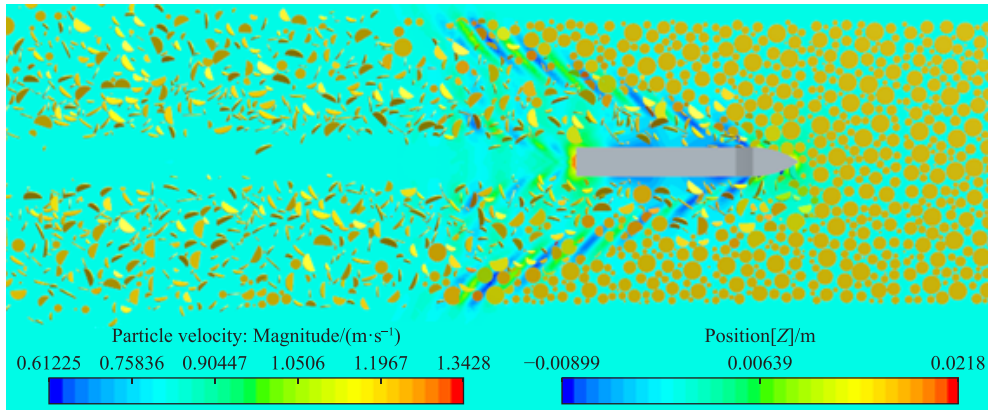 Particle velocity: Magnitude/(m·s⁻¹) Position[Z]/m
0.61225 0.75836 0.90447 1.0506 1.1967 1.3428 −0.00899 0.00639 0.0218